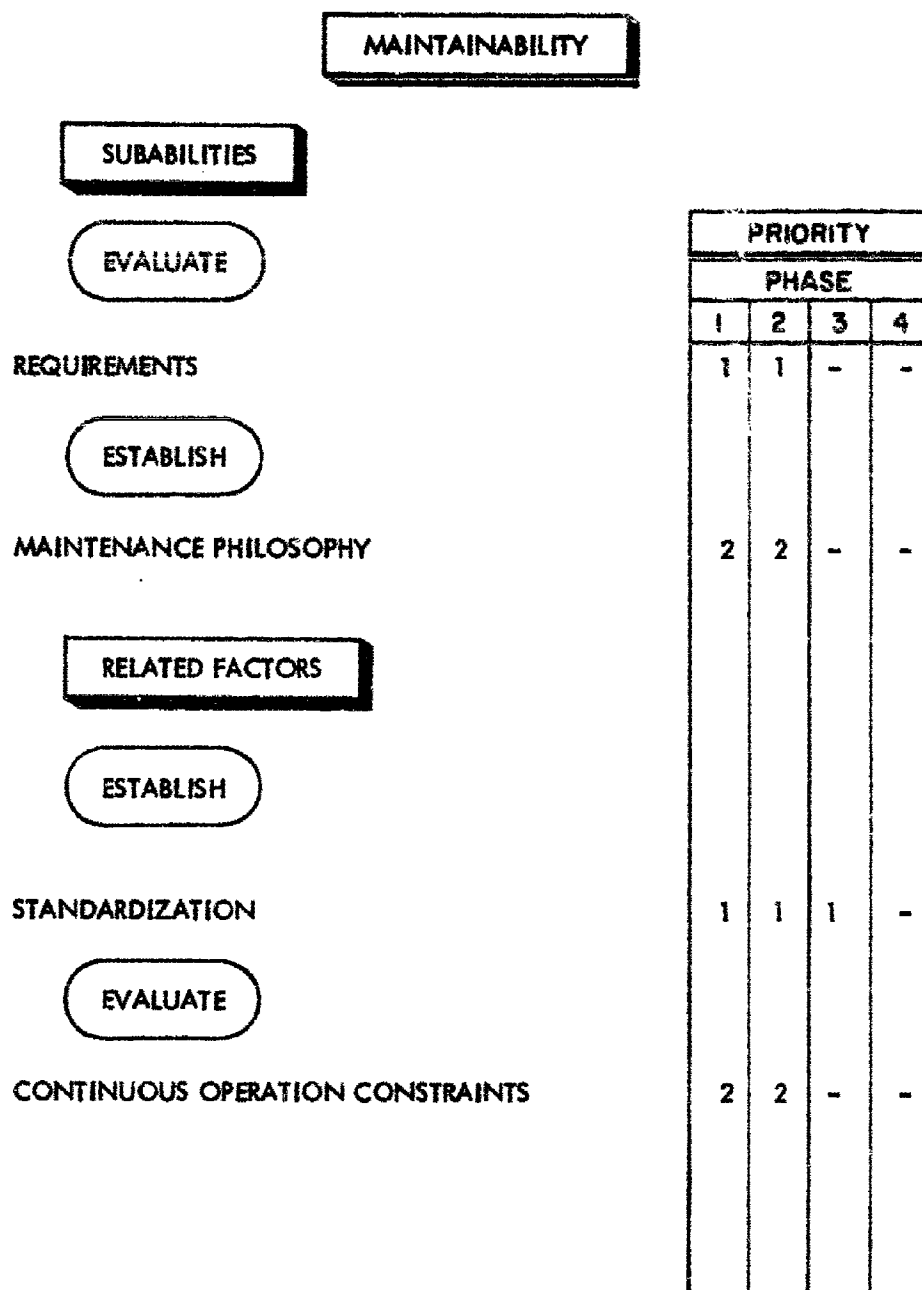 MAINTAINABILITY
SUBABILITIES
EVALUATE
PRIORITY
PHASE
1 2 3 4
REQUIREMENTS 1 1 - -
ESTABLISH
MAINTENANCE PHILOSOPHY 2 2 - -
RELATED FACTORS
ESTABLISH
STANDARDIZATION 1 1 1 -
EVALUATE
CONTINUOUS OPERATION CONSTRAINTS 2 2 - -